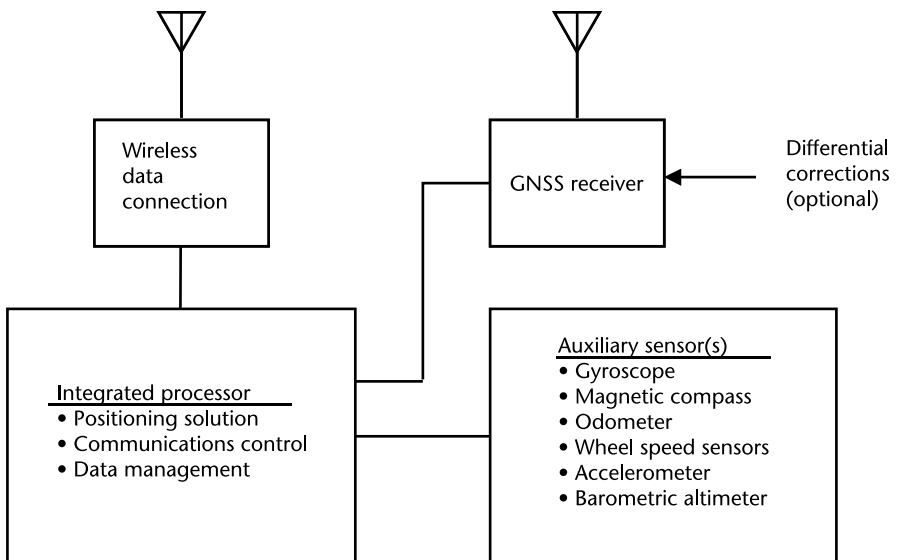 Wireless
data
connection
GNSS receiver
Differential
corrections
(optional)
Integrated processor
• Positioning solution
• Communications control
• Data management
Auxiliary sensor(s)
• Gyroscope
• Magnetic compass
• Odometer
• Wheel speed sensors
• Accelerometer
• Barometric altimeter